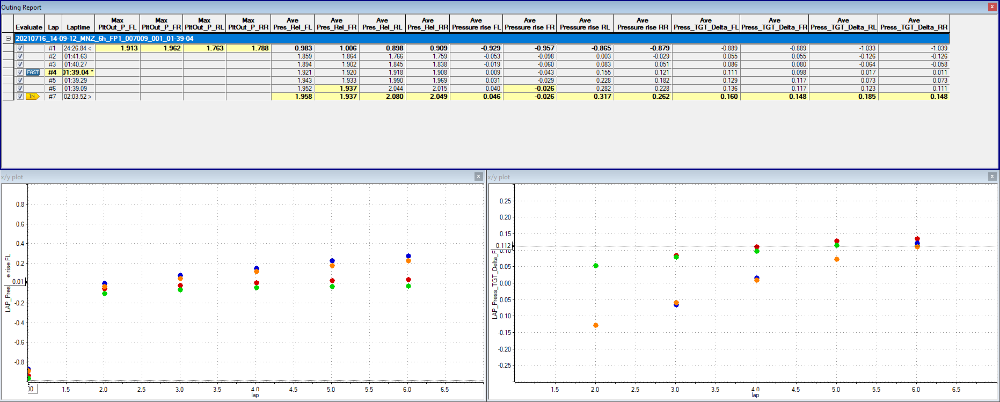 Outing Report
Evaluate Lap Laptime Max PitOut_P_FL Max PitOut_P_FR Max PitOut_P_RL Max PitOut_P_RR Ave Pres_Rel_FL Ave Pres_Rel_FR Ave Pres_Rel_RL Ave Pres_Rel_RR Ave Pressure rise FL Ave Pressure rise FR Ave Pressure rise RL Ave Pressure rise RR Ave Press_TGT_Delta_FL Ave Press_TGT_Delta_FR Ave Press_TGT_Delta_RL Ave Press_TGT_Delta_RR
20210716_14-09-12_MNZ_6h_FP1_007009_001_01-39-04
#1 24:26.84 < 1.913 1.962 1.763 1.788 0.983 1.006 0.898 0.909 -0.929 -0.957 -0.865 -0.879 -0.889 -0.889 -1.033 -1.039
#2 01:41.63 1.859 1.864 1.766 1.759 -0.053 -0.098 0.003 -0.029 0.055 0.055 -0.126 -0.126
#3 01:40.27 1.894 1.902 1.845 1.838 -0.019 -0.060 0.083 0.051 0.086 0.080 -0.064 -0.058
FAST #4 01:39.04 * 1.921 1.920 1.918 1.908 0.009 -0.043 0.155 0.121 0.111 0.098 0.017 0.011
#5 01:39.29 1.943 1.933 1.990 1.969 0.031 -0.029 0.228 0.182 0.129 0.117 0.073 0.073
#6 01:39.09 1.952 1.937 2.044 2.015 0.040 -0.026 0.282 0.228 0.136 0.117 0.123 0.111
IN #7 02:03.52 > 1.958 1.937 2.080 2.049 0.046 -0.026 0.317 0.262 0.160 0.148 0.185 0.148
x/y plot
0.8
0.6
0.4
0.2
0.01
-0.2
-0.4
-0.6
-0.8
LAP_Pres e rise FL
00 1.5 2.0 2.5 3.0 3.5 4.0 4.5 5.0 5.5 6.0 6.5
lap
x/y plot
0.25
0.20
0.15
0.112
0.10
0.05
0.00
0.05
0.10
-0.15
-0.20
-0.25
LAP_Press_TGT_Delta_F
1.5 2.0 2.5 3.0 3.5 4.0 4.5 5.0 5.5 6.0 6.5
lap